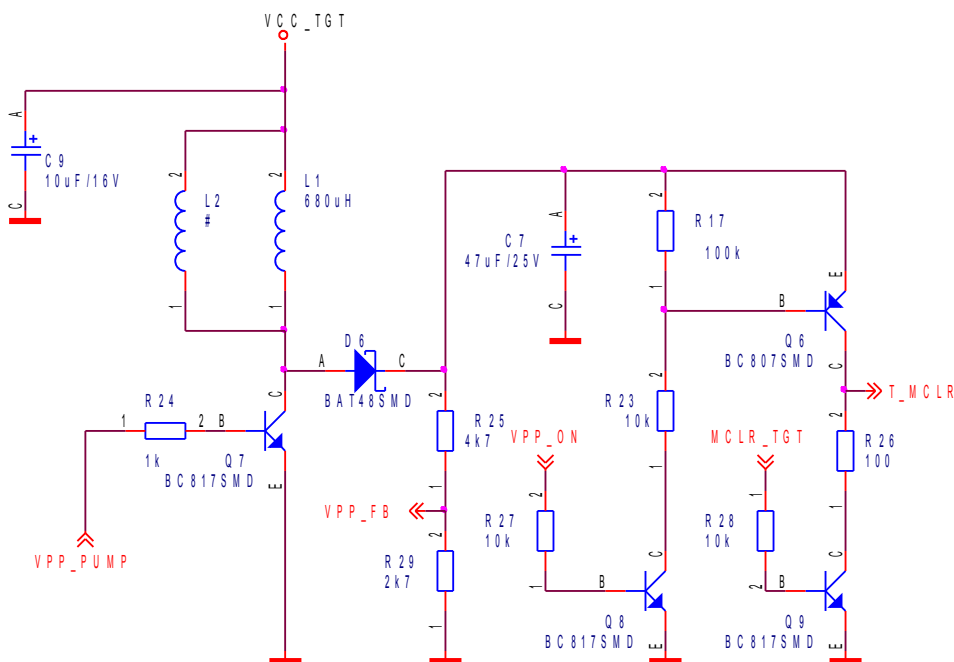 VCC_TGT
A
C9
10uF/16V
C
2
L2
#
1
2
L1
680uH
1
D6
A
C
BAT48SMD
R24
1
2
B
1k
Q7
BC817SMD
C
E
VPP_PUMP
2
R25
4k7
1
VPP_FB
2
R29
2k7
1
A
C7
47uF/25V
C
2
R17
100k
1
2
R23
10k
1
B
E
Q6
BC807SMD
C
T_MCLR
2
R26
100
1
VPP_ON
2
R27
10k
1
B
C
Q8
BC817SMD
E
MCLR_TGT
1
R28
10k
2
B
C
Q9
BC817SMD
E